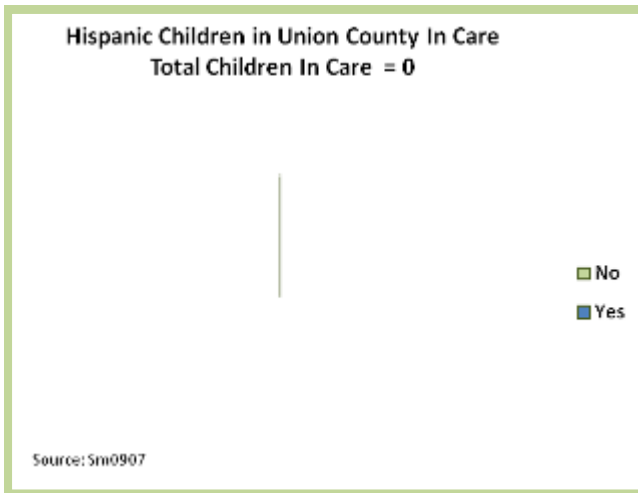 Hispanic Children in Union County In Care
Total Children In Care = 0
No
Yes
Source: Sm0907